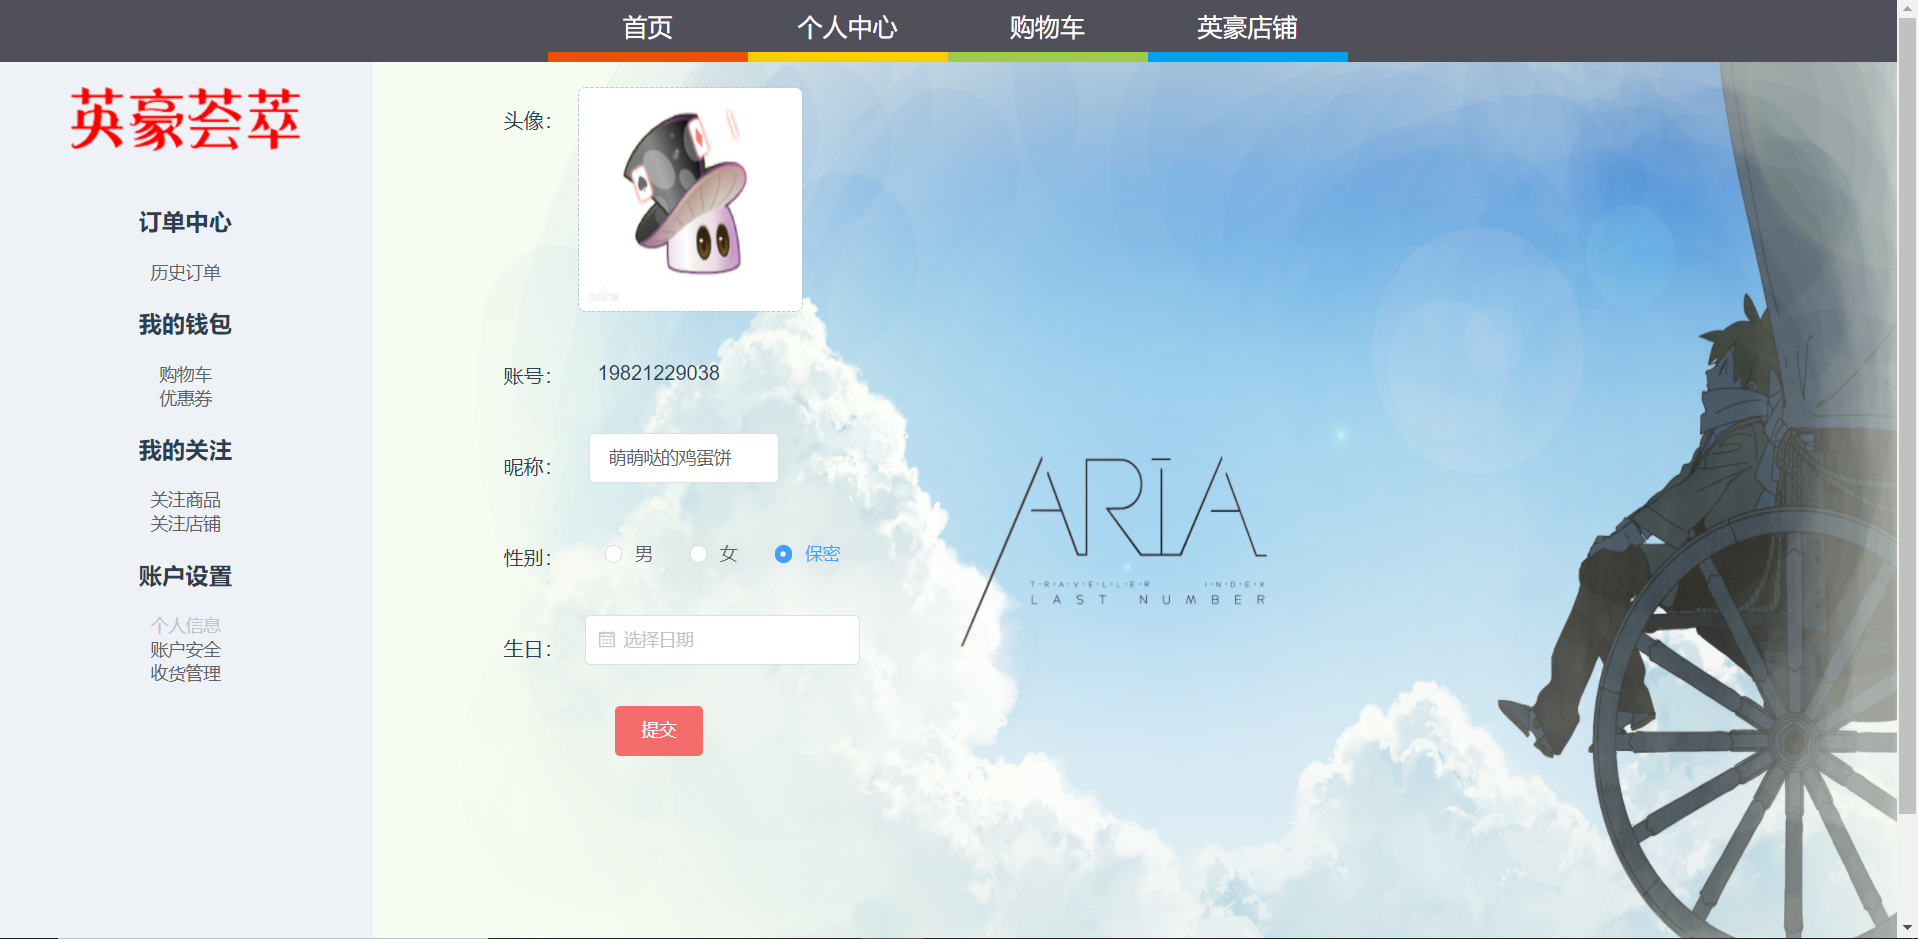 首页 个人中心 购物车 英豪店铺
英豪荟萃
订单中心
历史订单
我的钱包
购物车
优惠券
我的关注
关注商品
关注店铺
账户设置
个人信息
账户安全
收货管理
头像：
账号： 19821229038
昵称： 萌萌哒的鸡蛋饼
性别： 男 女 保密
生日： 选择日期
提交
ARIA
T·R·A·V·E·L·L·E·R I·N·D·E·X
LAST NUMBER